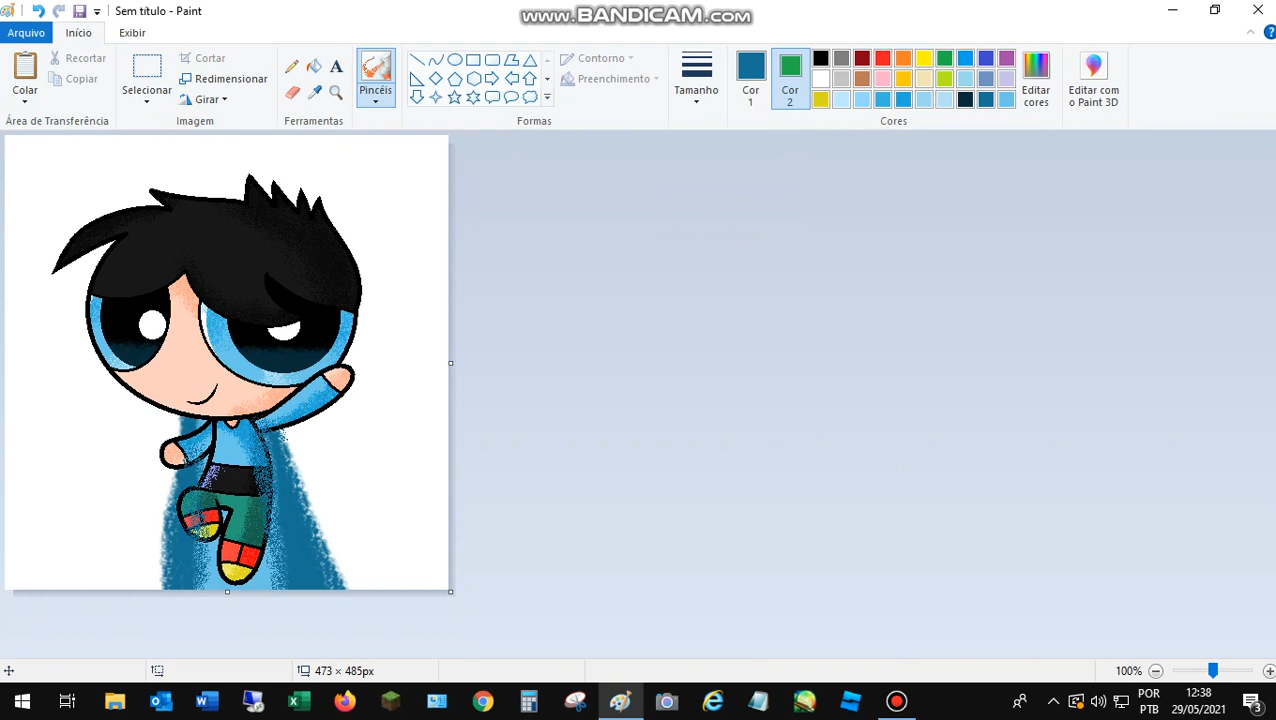 Sem título - Paint
www.BANDICAM.com
Arquivo Início Exibir
Colar
Recortar
Copiar
Área de Transferência
Selecionar
Cortar
Redimensionar
Girar
Imagem
A
Ferramentas
Pincéis
Contorno
Preenchimento
Formas
Tamanho
Cor
1
Cor
2
Editar
cores
Cores
Editar com
o Paint 3D
473 × 485px
100%
POR
PTB
12:38
29/05/2021
3